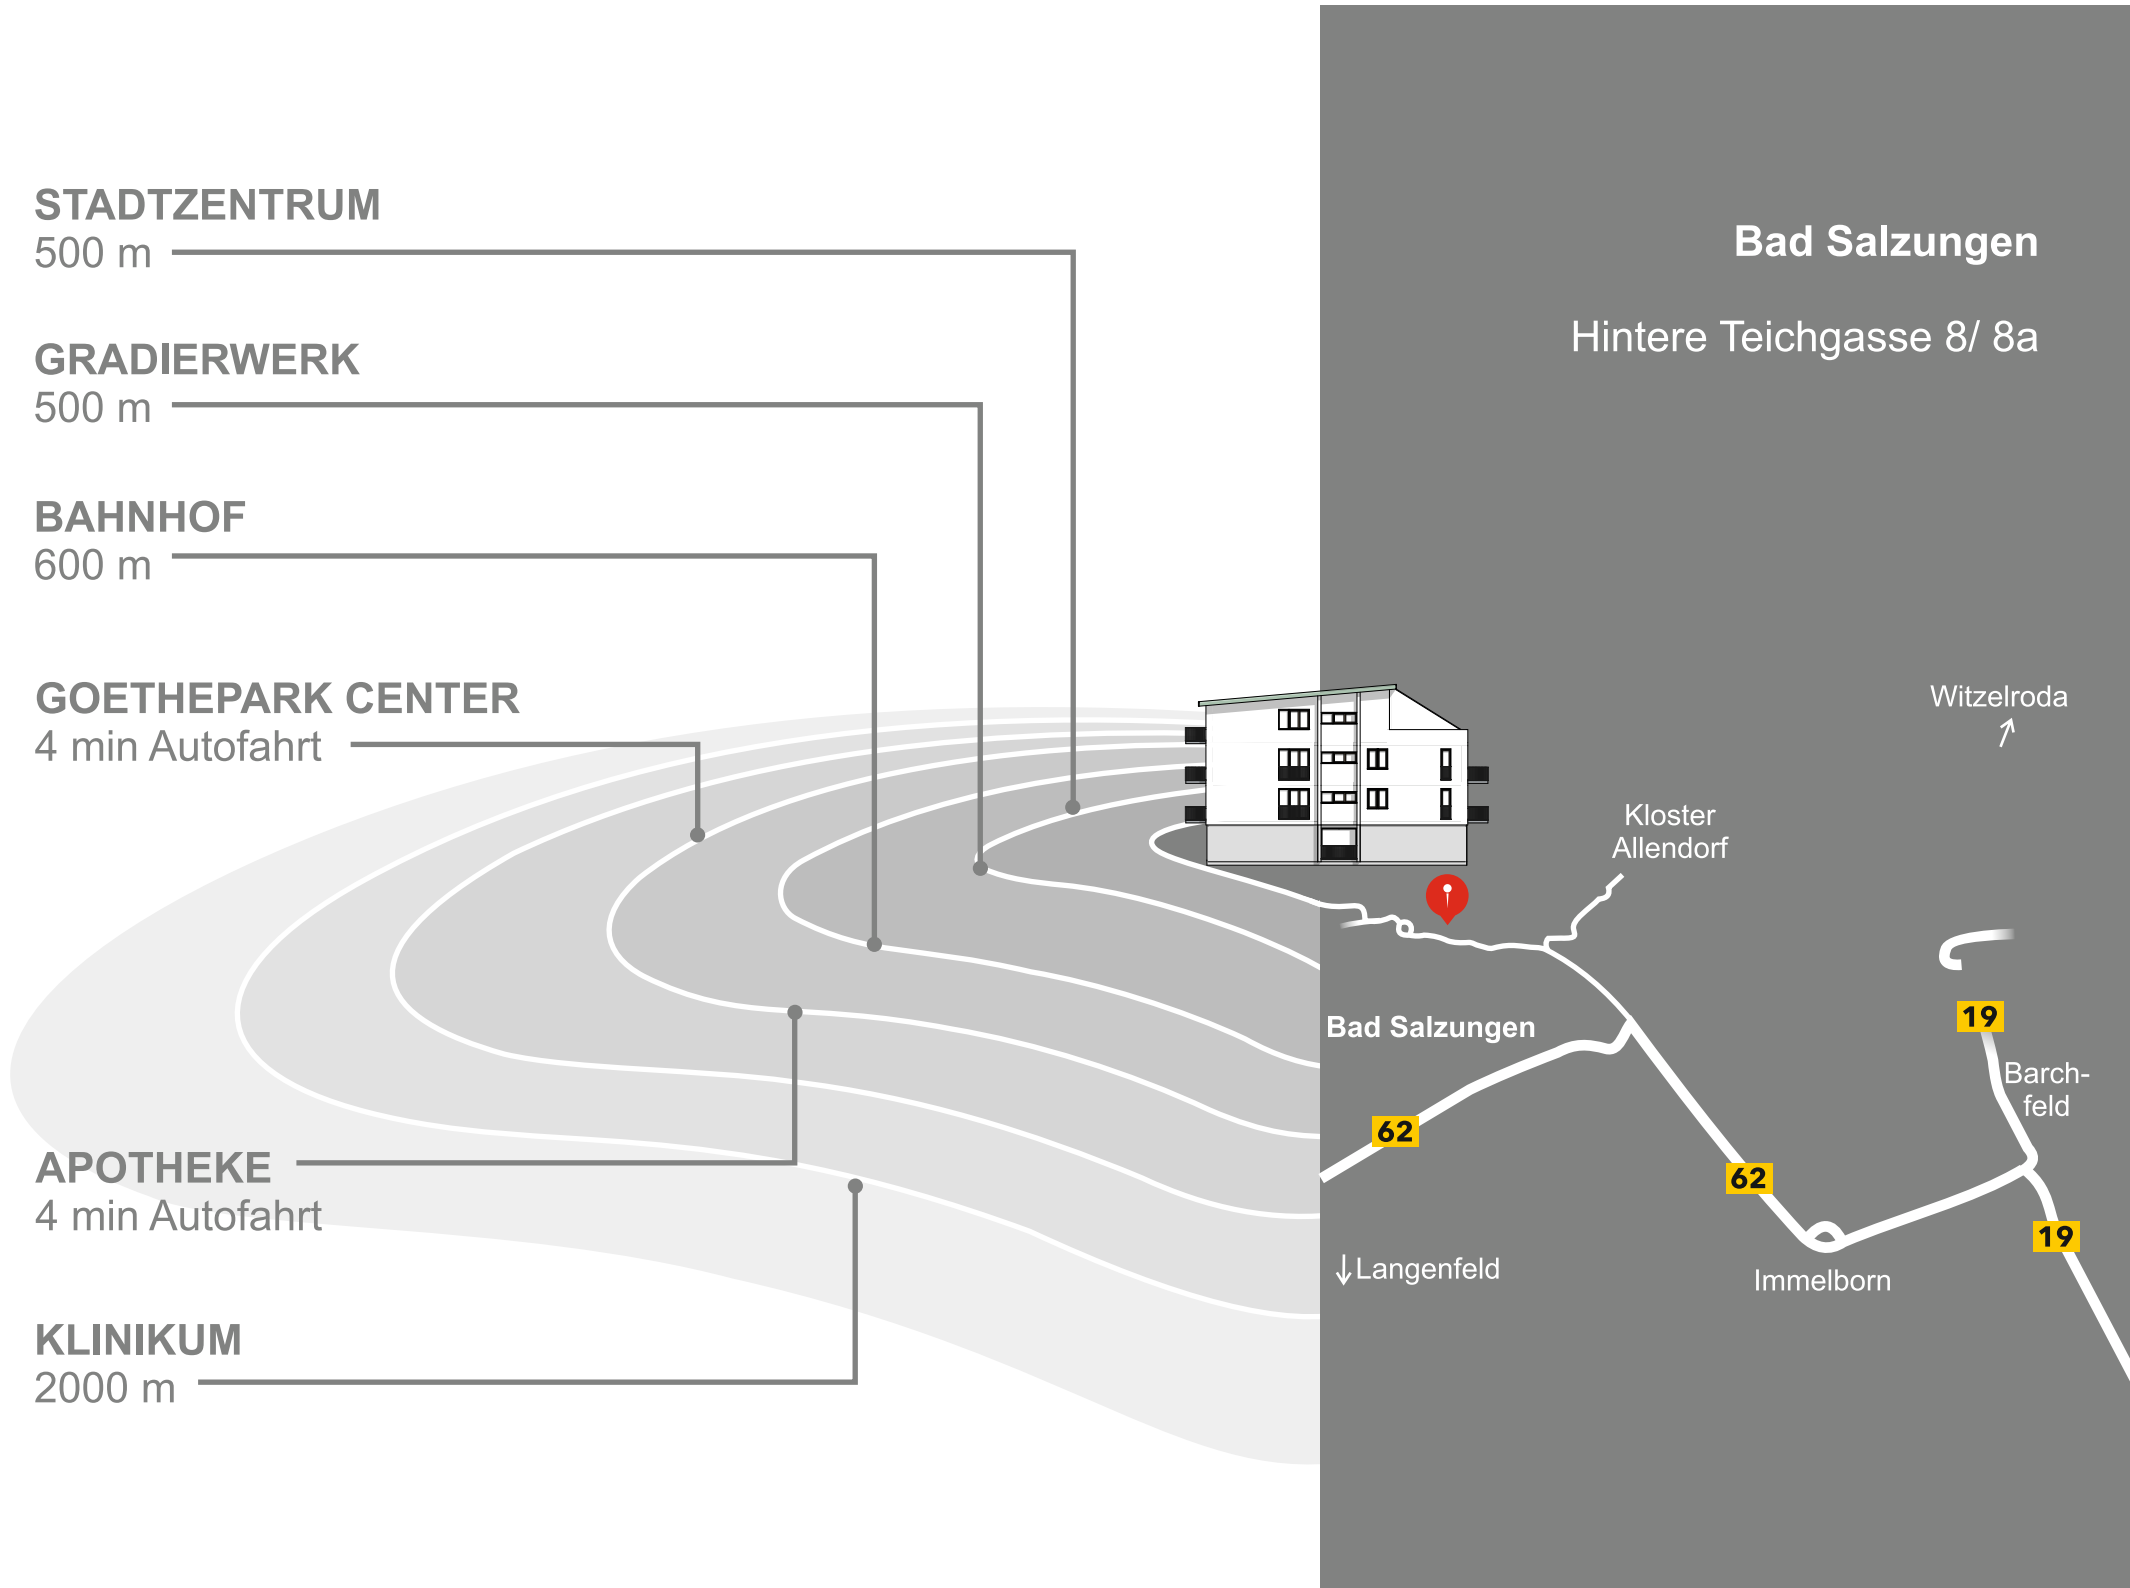 STADTZENTRUM
500 m
GRADIERWERK
500 m
BAHNHOF
600 m
GOETHEPARK CENTER
4 min Autofahrt
APOTHEKE
4 min Autofahrt
KLINIKUM
2000 m
Bad Salzungen
Hintere Teichgasse 8/ 8a
Witzelroda
Kloster
Allendorf
19
Bad Salzungen
Barch-
feld
62
62
19
Langenfeld
Immelborn